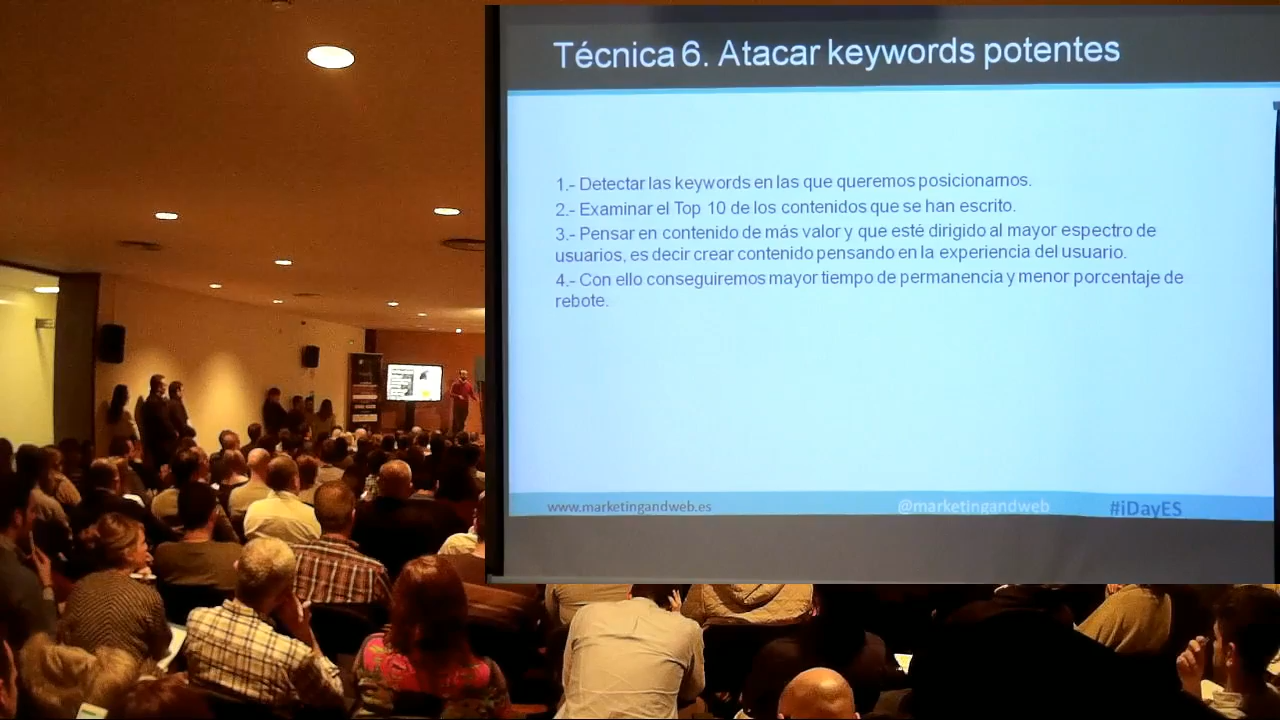 Técnica 6. Atacar keywords potentes
1.- Detectar las keywords en las que queremos posicionarnos.
2.- Examinar el Top 10 de los contenidos que se han escrito.
3.- Pensar en contenido de más valor y que esté dirigido al mayor espectro de
usuarios, es decir crear contenido pensando en la experiencia del usuario.
4.- Con ello conseguiremos mayor tiempo de permanencia y menor porcentaje de
rebote.
www.marketingandweb.es
@marketingandweb
#iDayES